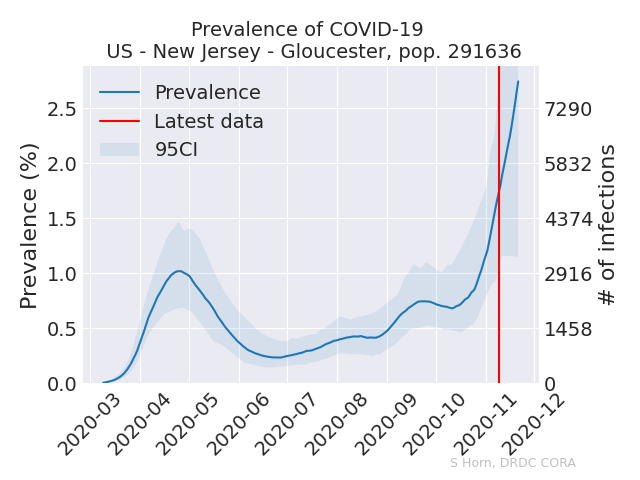 Prevalence of COVID-19
US - New Jersey - Gloucester, pop. 291636
Prevalence
Latest data
95CI
Prevalence (%)
2.5
2.0
1.5
1.0
0.5
0.0
7290
5832
4374
2916
1458
0
# of infections
2020-03
2020-04
2020-05
2020-06
2020-07
2020-08
2020-09
2020-10
2020-11
2020-12
S Horn, DRDC CORA